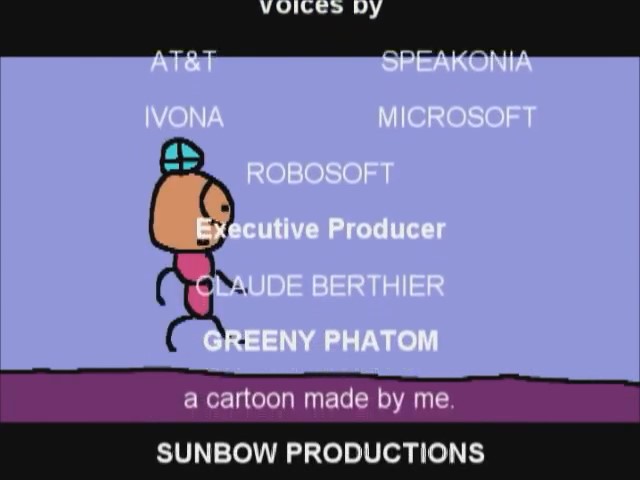 Voices by
AT&T SPEAKONIA
IVONA MICROSOFT
ROBOSOFT
Executive Producer
CLAUDE BERTHIER
GREENY PHATOM
a cartoon made by me.
SUNBOW PRODUCTIONS